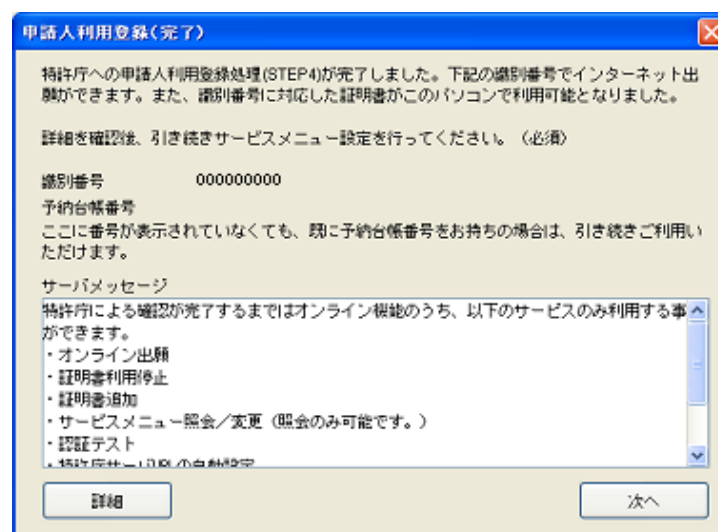 申請人利用登録(完了)
特許庁への申請人利用登録処理(STEP4)が完了しました。下記の識別番号でインターネット出
願ができます。また、識別番号に対応した証明書がこのパソコンで利用可能となりました。
詳細を確認後、引き続きサービスメニュー設定を行ってください。（必須）
識別番号 000000000
予納台帳番号
ここに番号が表示されていなくても、既に予納台帳番号をお持ちの場合は、引き続きご利用い
ただけます。
サーバメッセージ
特許庁による確認が完了するまではオンライン機能のうち、以下のサービスのみ利用する事
ができます。
・オンライン出願
・証明書利用停止
・証明書追加
・サービスメニュー照会／変更（照会のみ可能です。）
・認証テスト
・特許庁サーバURLの自動設定
詳細
次へ